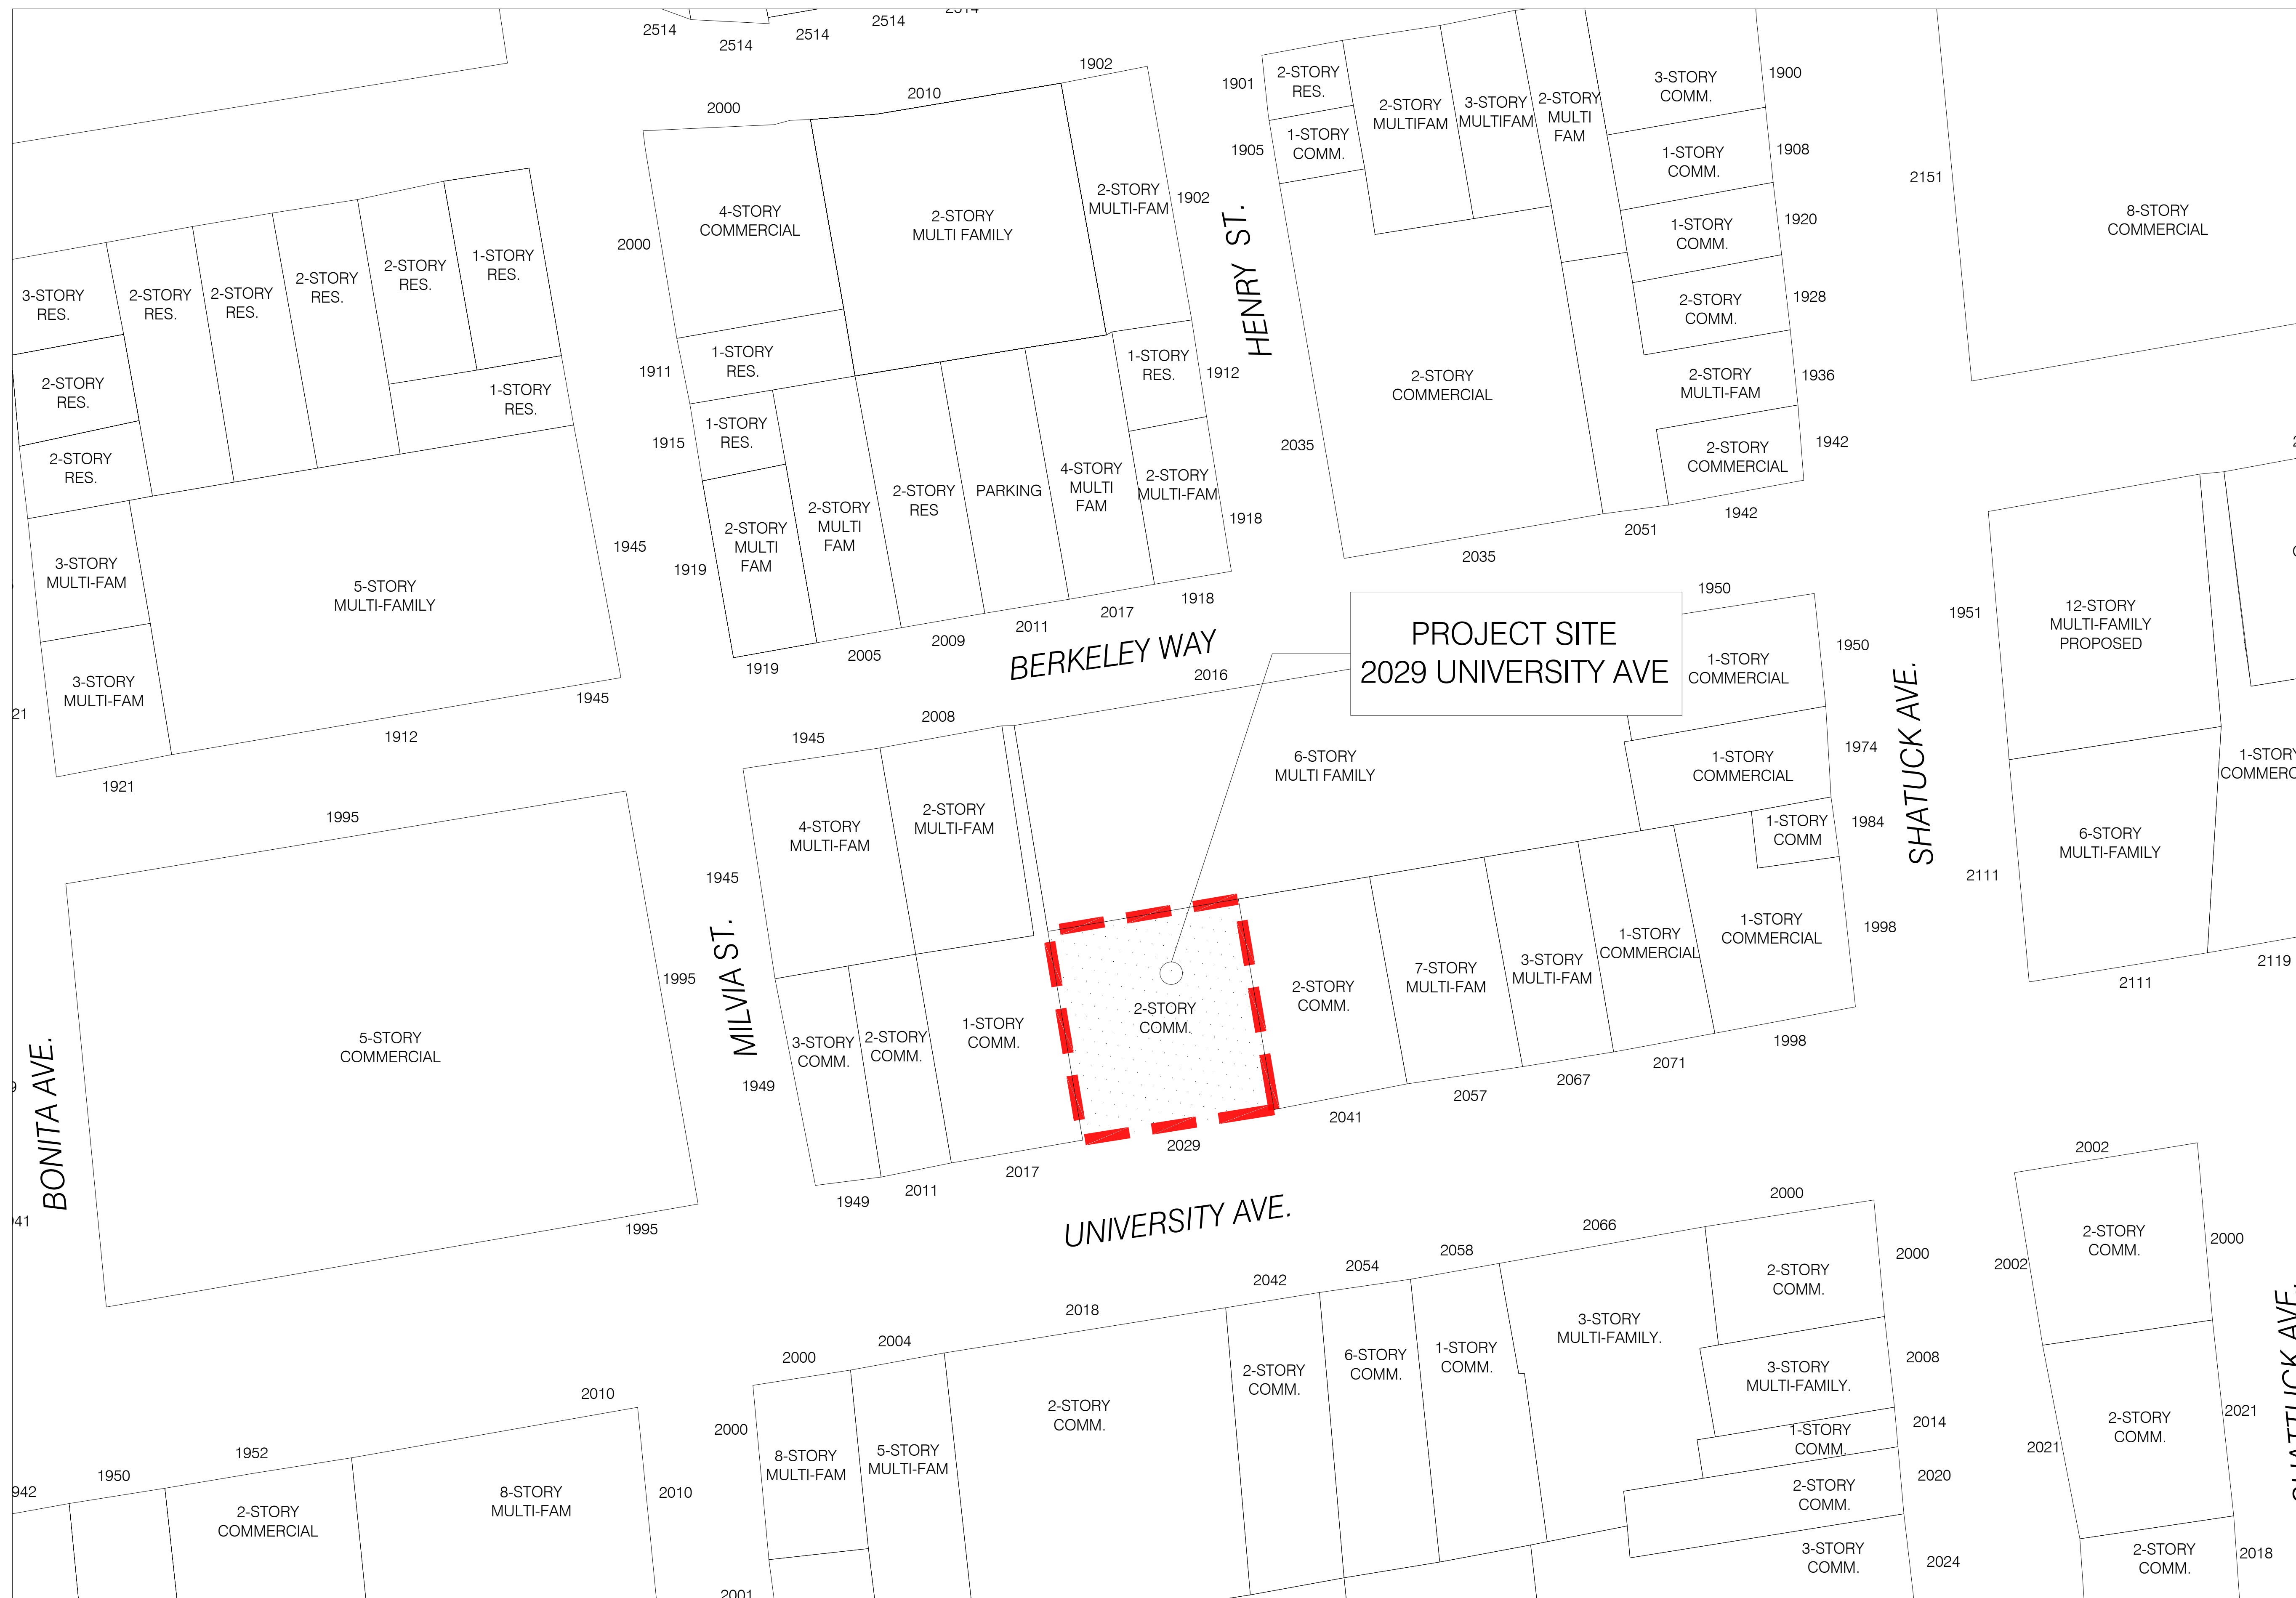 2514
2514
2514
2514
2514
1902
2010
2000
1901
2-STORY
RES.
2-STORY
MULTIFAM
3-STORY
MULTIFAM
2-STORY
MULTI
FAM
3-STORY
COMM.
1900
1905
1-STORY
COMM.
1-STORY
COMM.
1908
2151
8-STORY
COMMERCIAL
4-STORY
COMMERCIAL
2-STORY
MULTI FAMILY
2-STORY
MULTI-FAM
1902
HENRY ST.
1-STORY
COMM.
1920
2000
3-STORY
RES.
2-STORY
RES.
2-STORY
RES.
2-STORY
RES.
2-STORY
RES.
1-STORY
RES.
2-STORY
COMM.
1928
2-STORY
RES.
1-STORY
RES.
1911
1-STORY
RES.
1-STORY
RES.
1912
2-STORY
COMMERCIAL
2-STORY
MULTI-FAM
1936
2-STORY
RES.
1915
1-STORY
RES.
2035
2-STORY
COMMERCIAL
1942
2-STORY
MULTI
FAM
2-STORY
RES
PARKING
4-STORY
MULTI
FAM
2-STORY
MULTI-FAM
1918
1942
2051
2035
3-STORY
MULTI-FAM
5-STORY
MULTI-FAMILY
1945
1919
2-STORY
MULTI
FAM
1918
2017
2011
2009
2005
1919
BERKELEY WAY
3-STORY
MULTI-FAM
1945
1912
1921
21
2016
PROJECT SITE
2029 UNIVERSITY AVE
1950
1950
1-STORY
COMMERCIAL
1951
12-STORY
MULTI-FAMILY
PROPOSED
SHATUCK AVE.
2008
1945
6-STORY
MULTI FAMILY
1-STORY
COMMERCIAL
1974
1-STORY
1995
4-STORY
MULTI-FAM
2-STORY
MULTI-FAM
1-STORY
COMM
1984
6-STORY
MULTI-FAMILY
1945
2111
1995
MILVIA ST.
2-STORY
COMM.
2-STORY
COMM.
7-STORY
MULTI-FAM
3-STORY
MULTI-FAM
1-STORY
COMMERCIAL
1-STORY
COMMERCIAL
1998
2119
2111
BONITA AVE.
5-STORY
COMMERCIAL
1949
3-STORY
COMM.
2-STORY
COMM.
1-STORY
COMM.
1998
2071
2067
2057
2041
2029
2017
2011
1949
1995
41
UNIVERSITY AVE.
2002
2000
2066
2058
2054
2042
2018
2004
2000
2-STORY
COMM.
2000
2002
2-STORY
COMM.
2000
2-STORY
COMM.
2-STORY
COMM.
6-STORY
COMM.
1-STORY
COMM.
3-STORY
MULTI-FAMILY.
3-STORY
MULTI-FAMILY.
2008
SHATTUCK AVE.
2010
2000
8-STORY
MULTI-FAM
5-STORY
MULTI-FAM
1-STORY
COMM.
2014
2021
2-STORY
COMM.
2021
1952
1950
942
2-STORY
COMMERCIAL
8-STORY
MULTI-FAM
2010
2-STORY
COMM.
2020
3-STORY
COMM.
2024
2-STORY
COMM.
2018
2001